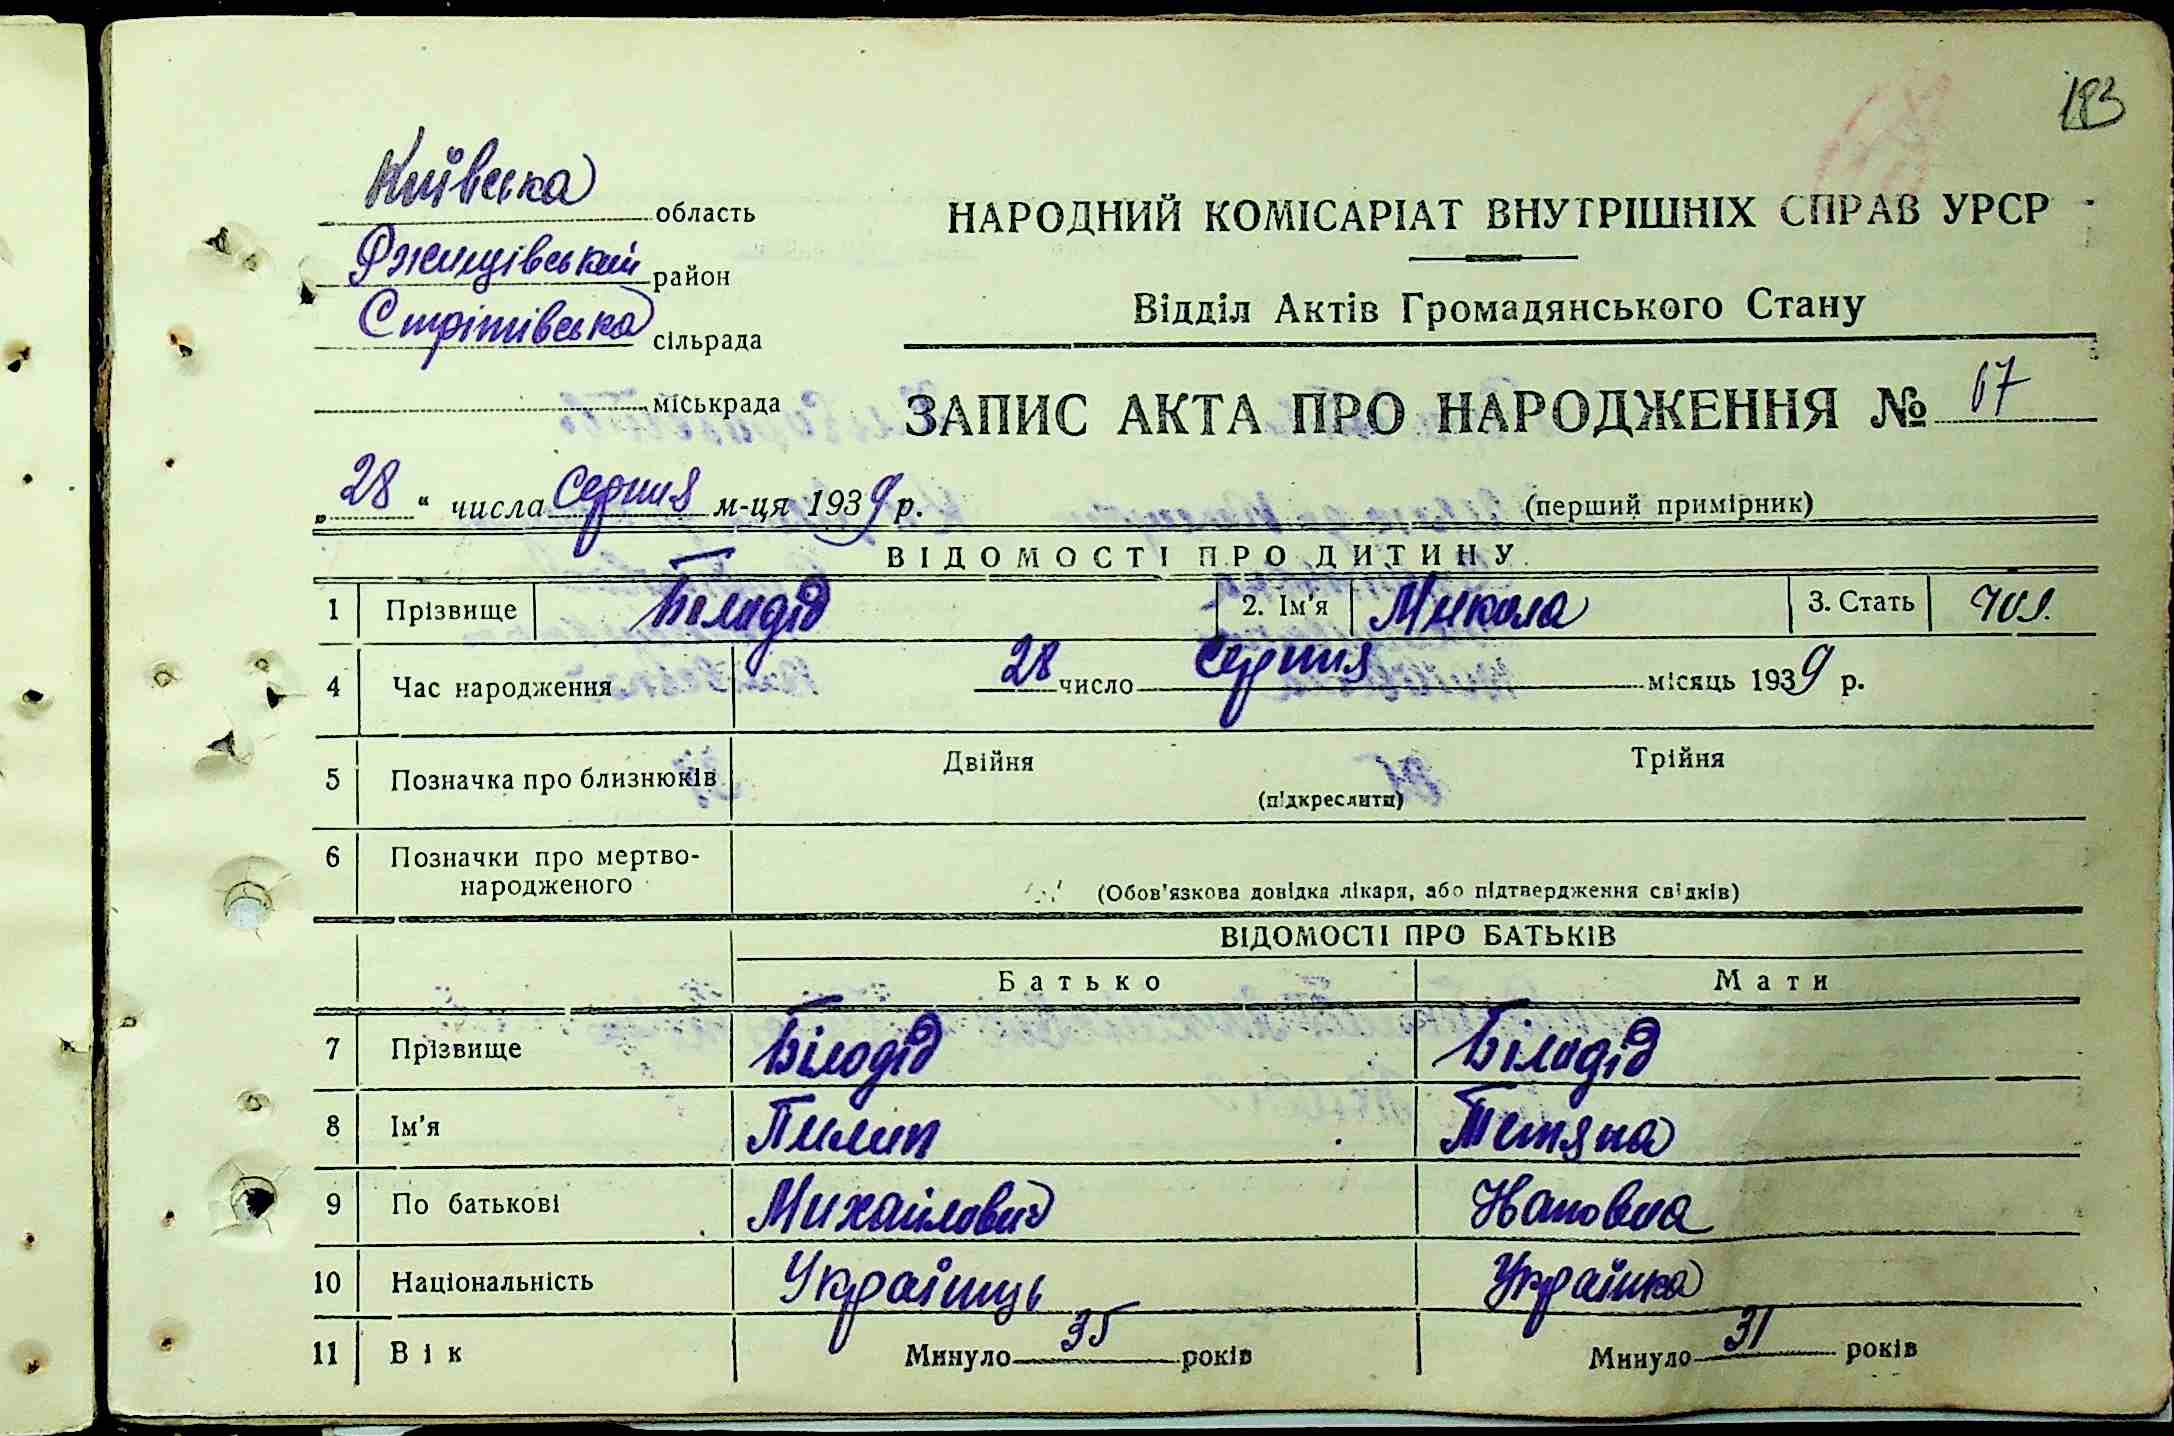 183
Київська область
Ржищівський район
Стрітівська сільрада
міськрада
НАРОДНИЙ КОМІСАРІАТ ВНУТРІШНІХ СПРАВ УРСР
Відділ Актів Громадянського Стану
ЗАПИС АКТА ПРО НАРОДЖЕННЯ № 67
„28“ числа Серпня м-ця 1939 р.
(перший примірник)
ВІДОМОСТІ ПРО ДИТИНУ
1 Прізвище Білодід 2. Ім'я Микола 3. Стать чол.
4 Час народження 28 число Серпня місяць 1939 р.
5 Позначка про близнюків Двійня Трійня
(підкреслити)
6 Позначки про мертво-
народженого (Обов'язкова довідка лікаря, або підтвердження свідків)
ВІДОМОСТІ ПРО БАТЬКІВ
Батько Мати
7 Прізвище Білодід Білодід
8 Ім'я Пилип Тетяна
9 По батькові Михайлович
10 Національність Українць Українка
11 Вік Минуло 35 років Минуло 31 років